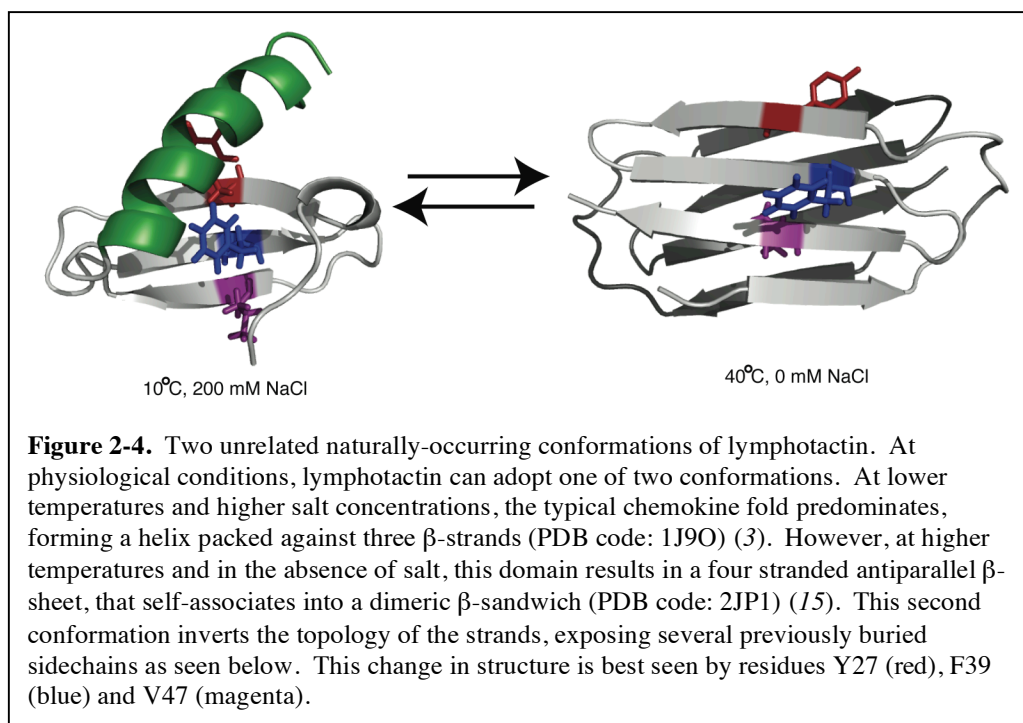 10°C, 200 mM NaCl
40°C, 0 mM NaCl
Figure 2-4. Two unrelated naturally-occurring conformations of lymphotactin. At
physiological conditions, lymphotactin can adopt one of two conformations. At lower
temperatures and higher salt concentrations, the typical chemokine fold predominates,
forming a helix packed against three β-strands (PDB code: 1J9O) (3). However, at higher
temperatures and in the absence of salt, this domain results in a four stranded antiparallel β-
sheet, that self-associates into a dimeric β-sandwich (PDB code: 2JP1) (15). This second
conformation inverts the topology of the strands, exposing several previously buried
sidechains as seen below. This change in structure is best seen by residues Y27 (red), F39
(blue) and V47 (magenta).